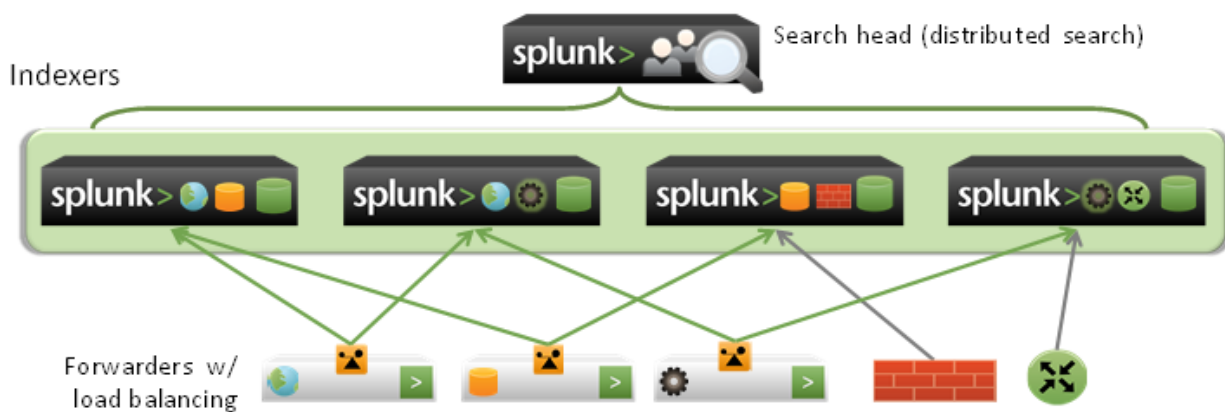 splunk>
Search head (distributed search)
Indexers
splunk>
splunk>
splunk>
splunk>
Forwarders w/
load balancing
>
>
>